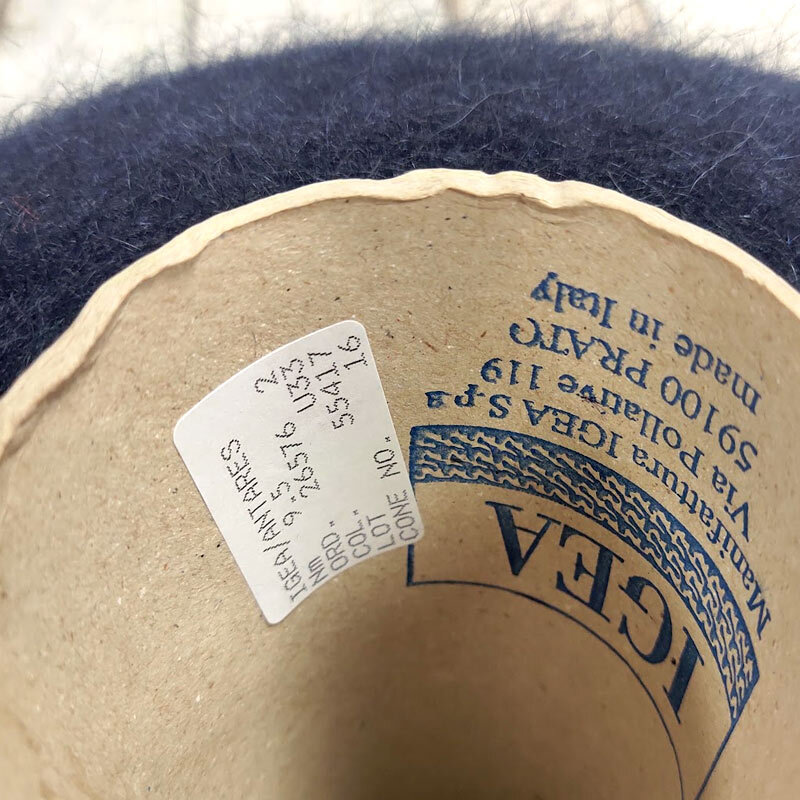 IGEA/ANTARES
Nm 9.5 2
ORD. 26576 U33
COL. 55417
LOT 16
CONE NO.
I·GEA
Manifattura IGEA S.p.a
Via Pollative 119
59100 PRATO
made in Italy